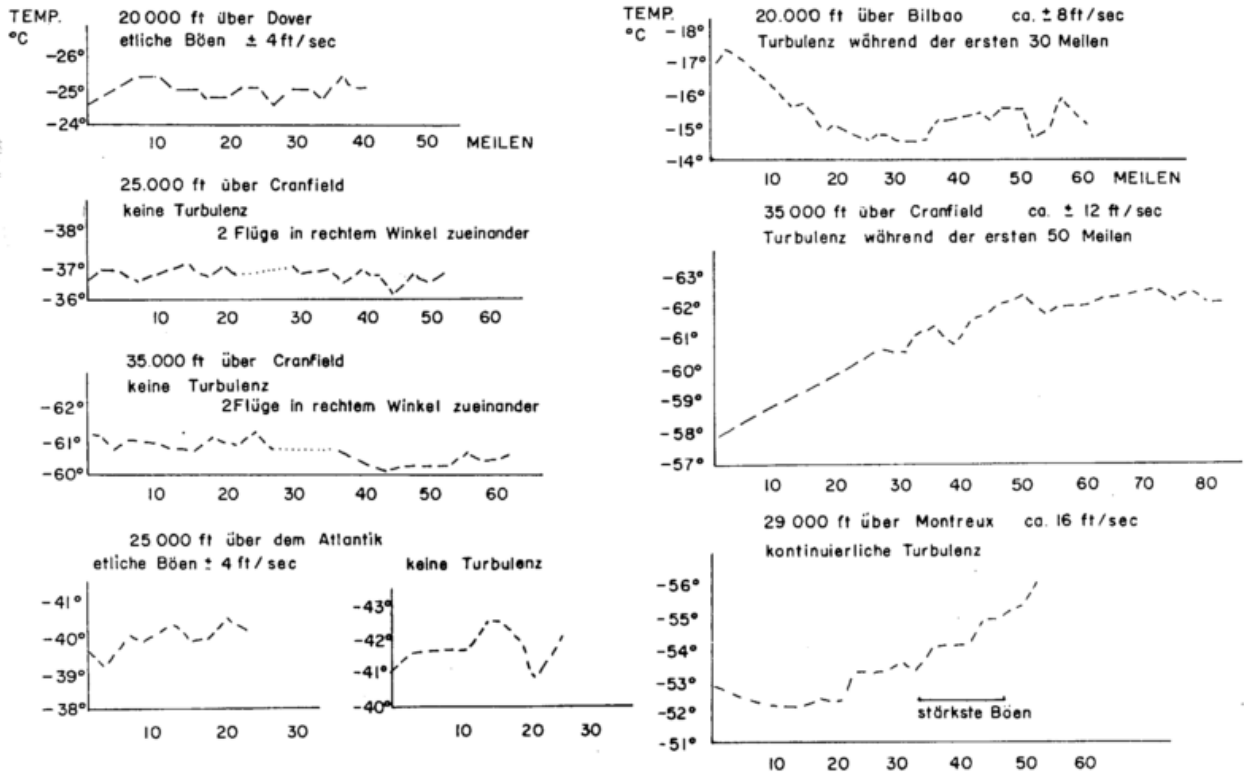 TEMP.
°C
20 000 ft über Dover
etliche Böen ± 4 ft/sec
-26°
-25°
-24°
10 20 30 40 50 MEILEN
25.000 ft über Cranfield
keine Turbulenz
2 Flüge in rechtem Winkel zueinander
-38°
-37°
-36°
10 20 30 40 50 60
35.000 ft über Cranfield
keine Turbulenz
2 Flüge in rechtem Winkel zueinander
-62°
-61°
-60°
10 20 30 40 50 60
25 000 ft über dem Atlantik
etliche Böen ± 4 ft/sec
-41°
-40°
-39°
-38°
10 20 30
keine Turbulenz
-43°
-42°
-41°
-40°
10 20 30
TEMP.
°C
20.000 ft über Bilbao ca. ± 8 ft/sec
Turbulenz während der ersten 30 Meilen
-18°
-17°
-16°
-15°
-14°
10 20 30 40 50 60 MEILEN
35 000 ft über Cranfield ca. ± 12 ft/sec
Turbulenz während der ersten 50 Meilen
-63°
-62°
-61°
-60°
-59°
-58°
-57°
10 20 30 40 50 60 70 80
29 000 ft über Montreux ca. 16 ft/sec
kontinuierliche Turbulenz
-56°
-55°
-54°
-53°
-52°
-51°
stärkste Böen
10 20 30 40 50 60